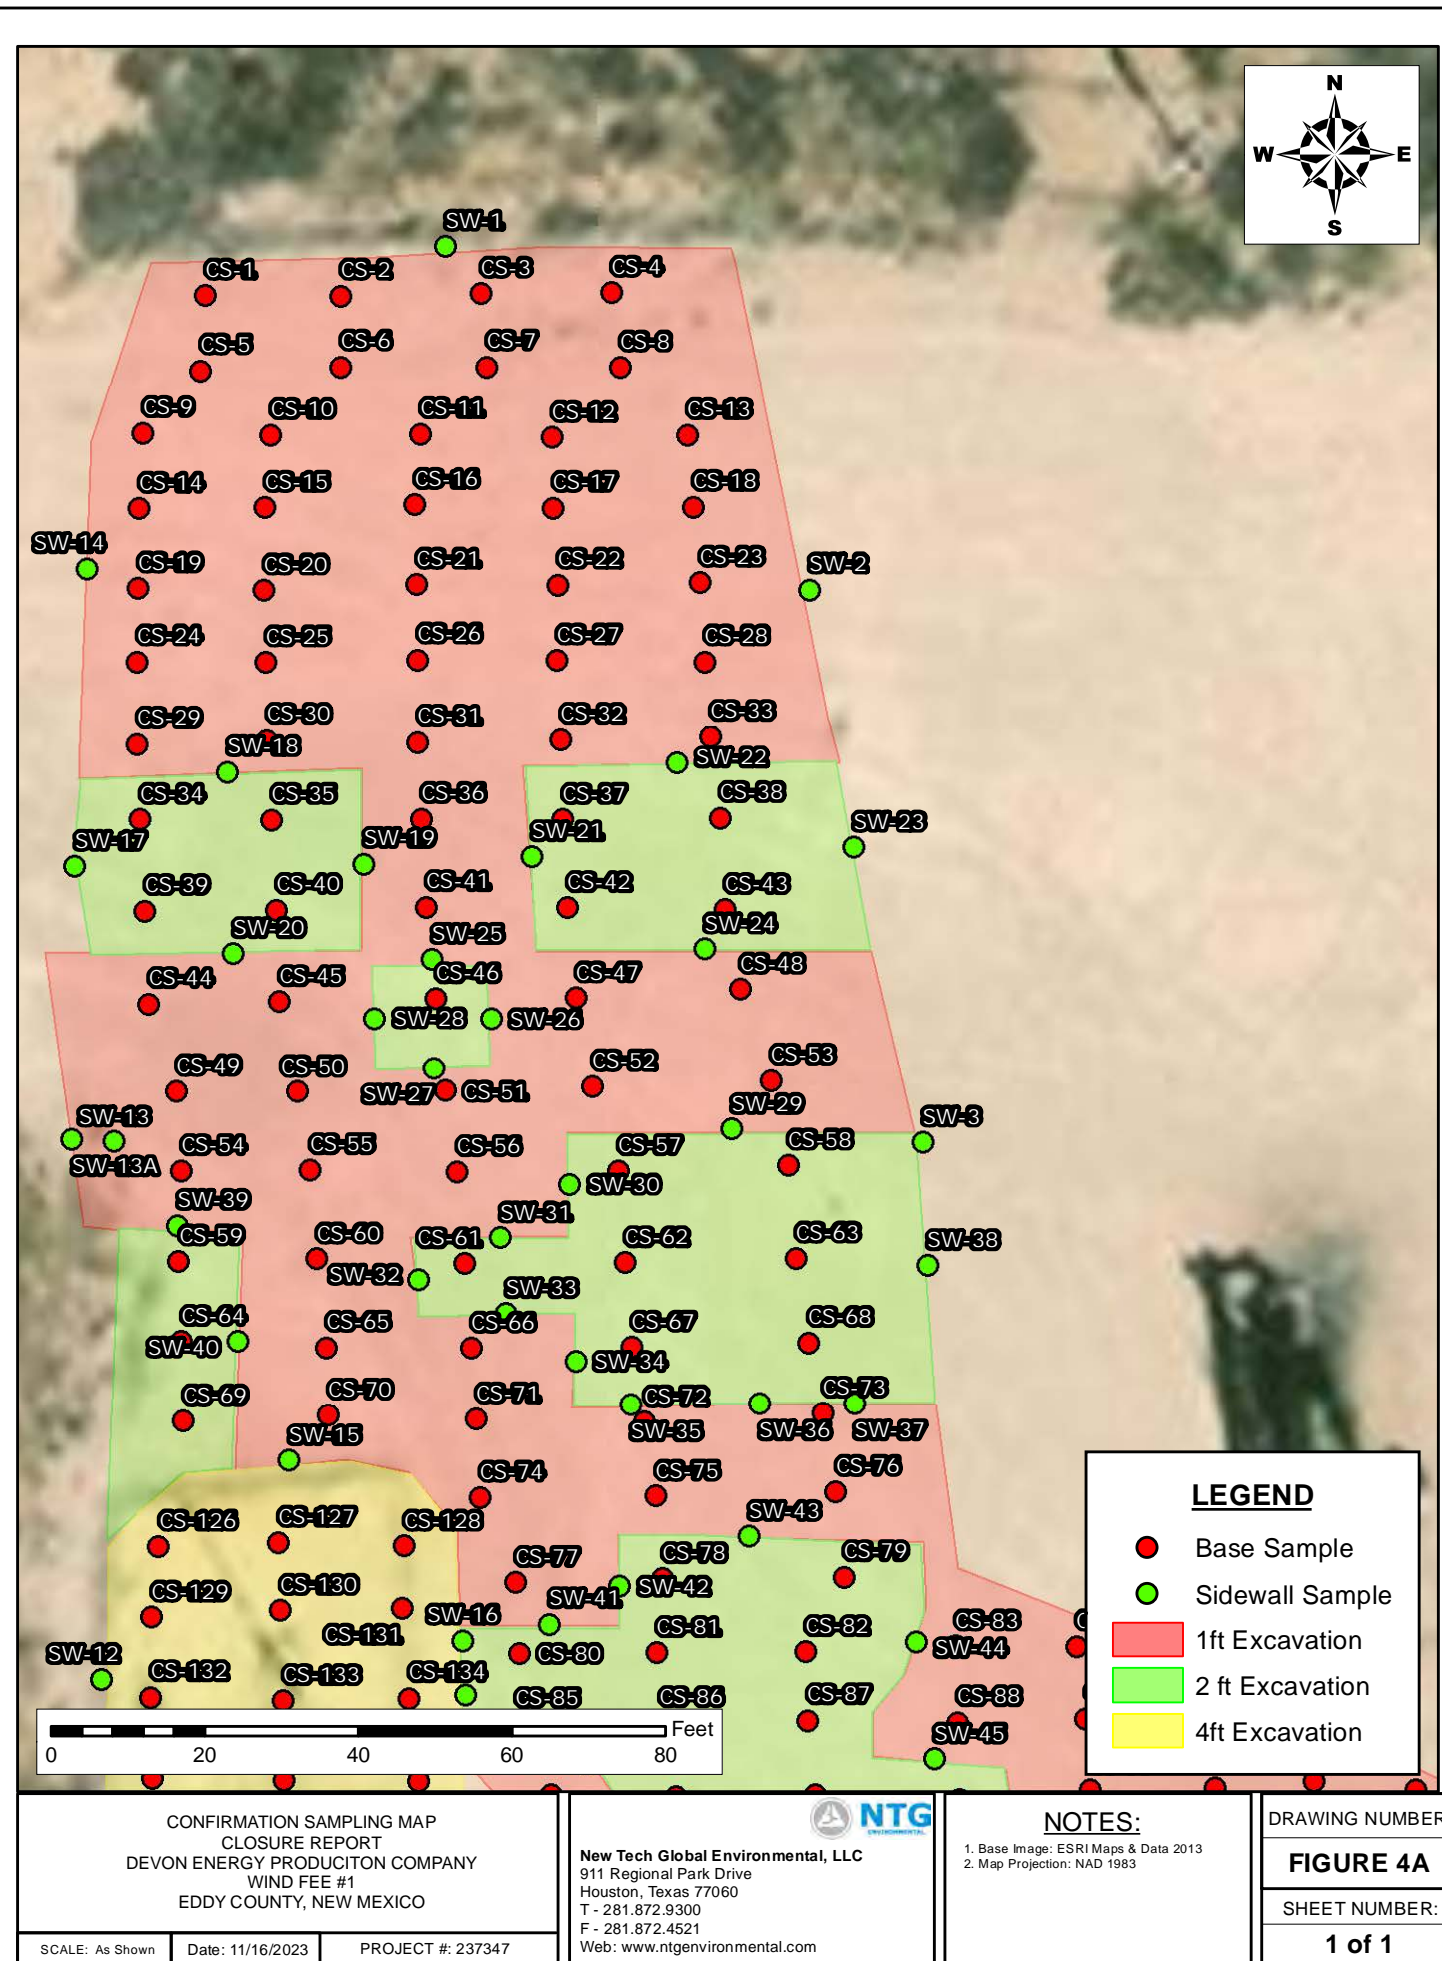 N
W
E
S
SW-1
CS-1
CS-2
CS-3
CS-4
CS-5
CS-6
CS-7
CS-8
CS-9
CS-10
CS-11
CS-12
CS-13
CS-14
CS-15
CS-16
CS-17
CS-18
SW-14
CS-19
CS-20
CS-21
CS-22
CS-23
SW-2
CS-24
CS-25
CS-26
CS-27
CS-28
CS-29
CS-30
CS-31
CS-32
CS-33
SW-18
SW-22
CS-34
CS-35
CS-36
CS-37
CS-38
SW-17
SW-19
SW-21
SW-23
CS-39
CS-40
CS-41
CS-42
CS-43
SW-20
SW-25
SW-24
CS-44
CS-45
CS-46
CS-47
CS-48
SW-28
SW-26
CS-49
CS-50
SW-27
CS-51
CS-52
CS-53
SW-13
SW-29
SW-3
SW-13A
CS-54
CS-55
CS-56
CS-57
CS-58
SW-30
SW-39
SW-31
CS-59
CS-60
CS-61
CS-62
CS-63
SW-38
SW-32
SW-33
CS-64
SW-40
CS-65
CS-66
CS-67
CS-68
SW-34
CS-69
CS-70
CS-71
CS-72
CS-73
SW-35
SW-36
SW-37
SW-15
CS-74
CS-75
CS-76
CS-126
CS-127
CS-128
SW-43
CS-77
CS-78
CS-79
CS-129
CS-130
SW-41
SW-42
CS-131
SW-16
CS-80
CS-81
CS-82
CS-83
SW-44
SW-12
CS-132
CS-133
CS-134
CS-85
CS-86
CS-87
CS-88
SW-45
LEGEND
Base Sample
Sidewall Sample
1ft Excavation
2 ft Excavation
4ft Excavation
Feet
0 20 40 60 80
CONFIRMATION SAMPLING MAP
CLOSURE REPORT
DEVON ENERGY PRODUCITON COMPANY
WIND FEE #1
EDDY COUNTY, NEW MEXICO
SCALE: As Shown
Date: 11/16/2023
PROJECT #: 237347
NTG
ENVIRONMENTAL
New Tech Global Environmental, LLC
911 Regional Park Drive
Houston, Texas 77060
T - 281.872.9300
F - 281.872.4521
Web: www.ntgenvironmental.com
NOTES:
1. Base Image: ESRI Maps & Data 2013
2. Map Projection: NAD 1983
DRAWING NUMBER
FIGURE 4A
SHEET NUMBER:
1 of 1